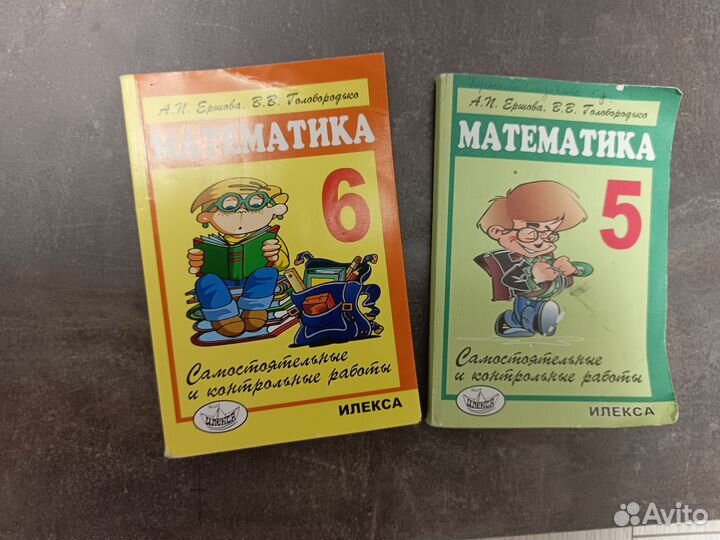 А.П. Ершова, В.В. Голобородько
МАТЕМАТИКА
6
Самостоятельные
и контрольные работы
ИЛЕКСА
ИЛЕКСА
А.П. Ершова, В.В. Голобородько
МАТЕМАТИКА
5
Самостоятельные
и контрольные работы
ИЛЕКСА
ИЛЕКСА
Avito